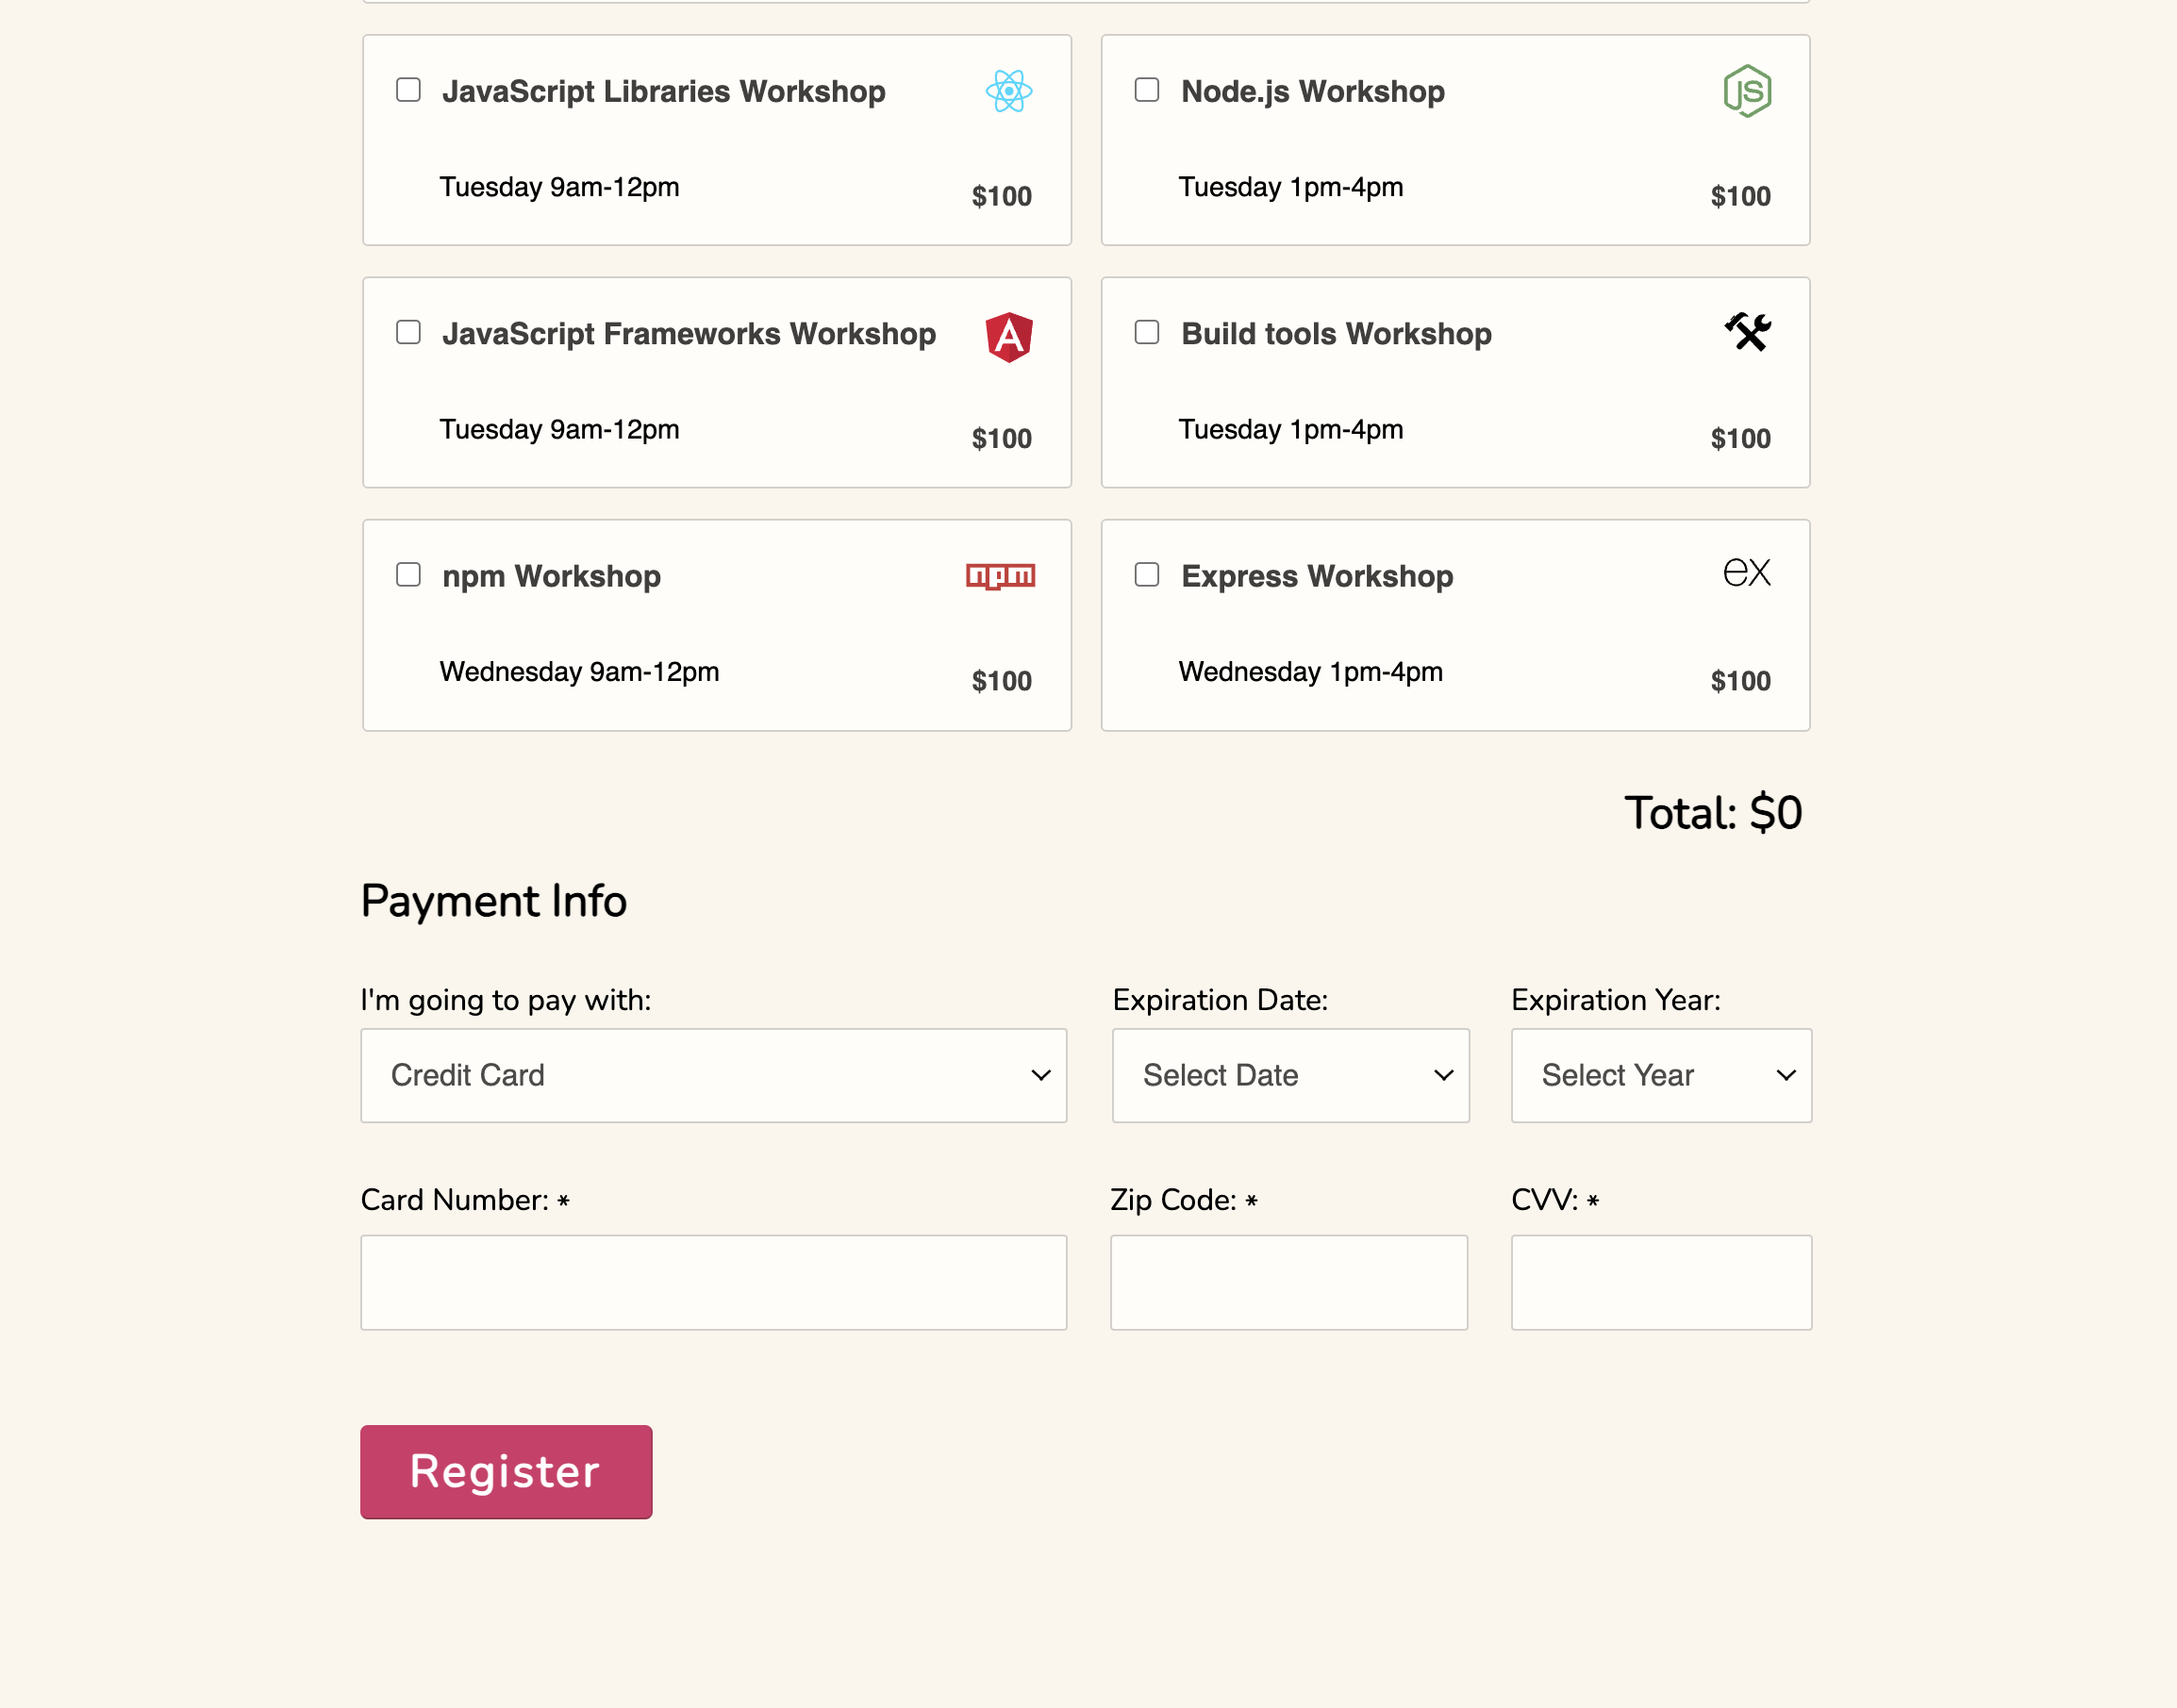 JavaScript Libraries Workshop
Tuesday 9am-12pm
$100
Node.js Workshop
JS
Tuesday 1pm-4pm
$100
JavaScript Frameworks Workshop
A
Tuesday 9am-12pm
$100
Build tools Workshop
Tuesday 1pm-4pm
$100
npm Workshop
npm
Wednesday 9am-12pm
$100
Express Workshop
ex
Wednesday 1pm-4pm
$100
Total: $0
Payment Info
I'm going to pay with:
Credit Card
Expiration Date:
Select Date
Expiration Year:
Select Year
Card Number: *
Zip Code: *
CVV: *
Register